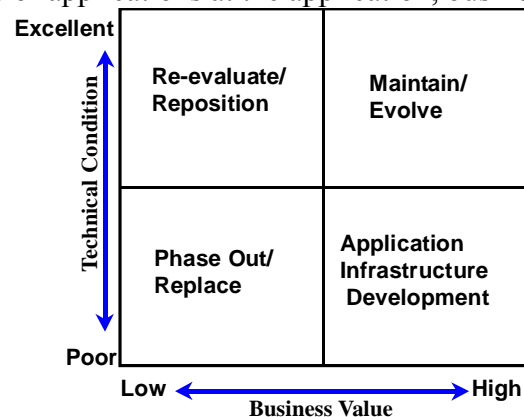 Excellent
Re-evaluate/
Reposition
Maintain/
Evolve
Technical Condition
Phase Out/
Replace
Application
Infrastructure
Development
Poor
Low
High
Business Value